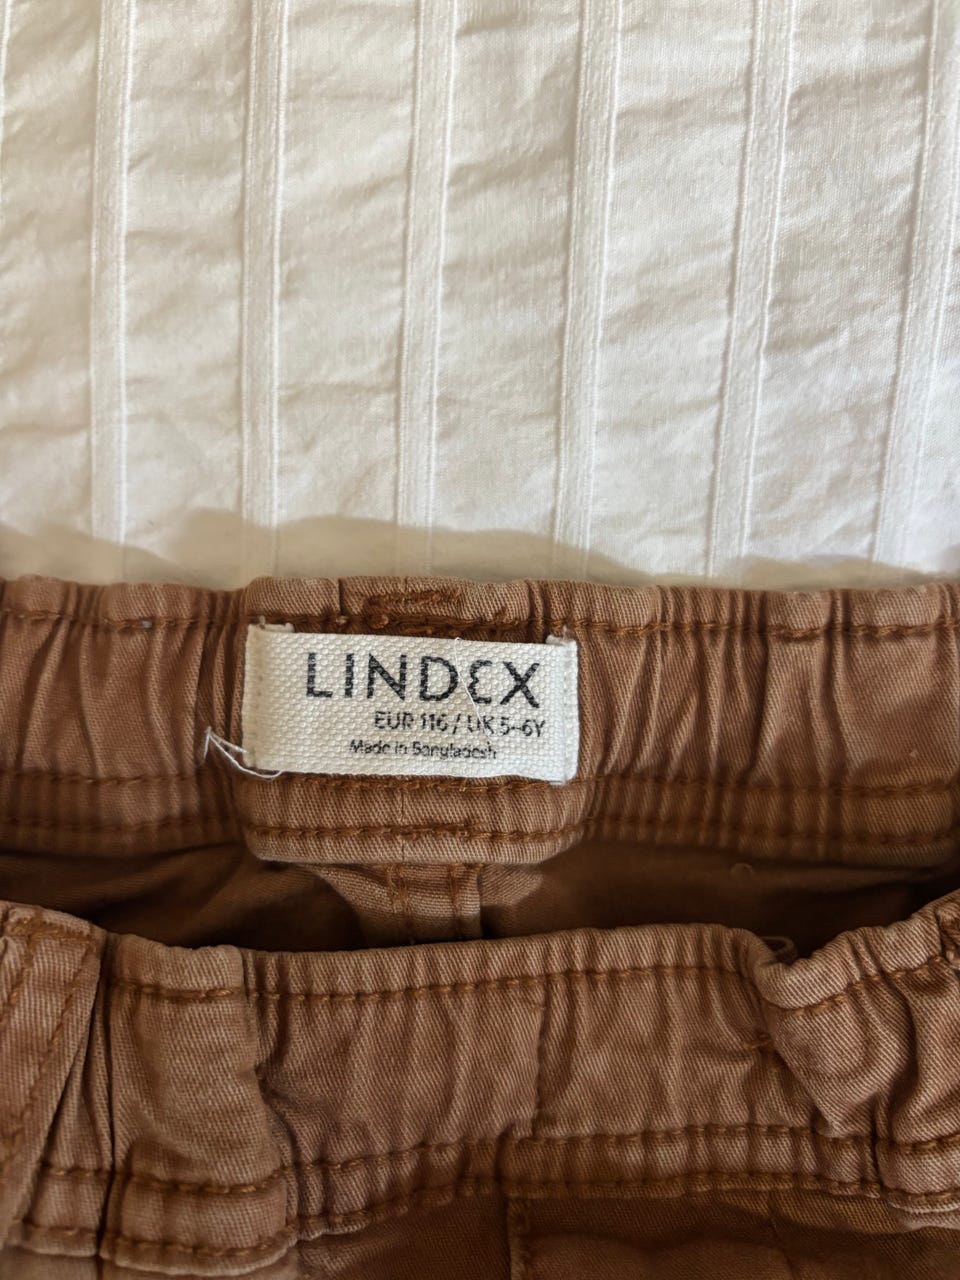 LINDEX
EUR 116 / UK 5-6Y
Made in Bangladesh